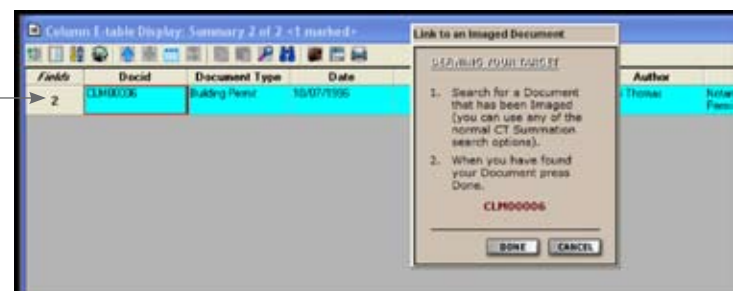 Column E-table Display: Summary 2 of 2 <1 marked>
Link to an Imaged Document
DEFINING YOUR TARGET
Fields Docid Document Type Date Author
2 CLM00006 Building Permit 10/07/1996 Thomas
1. Search for a Document
that has been Imaged
(you can use any of the
normal CT Summation
search options).
2. When you have found
your Document press
Done.
CLM00006
DONE CANCEL